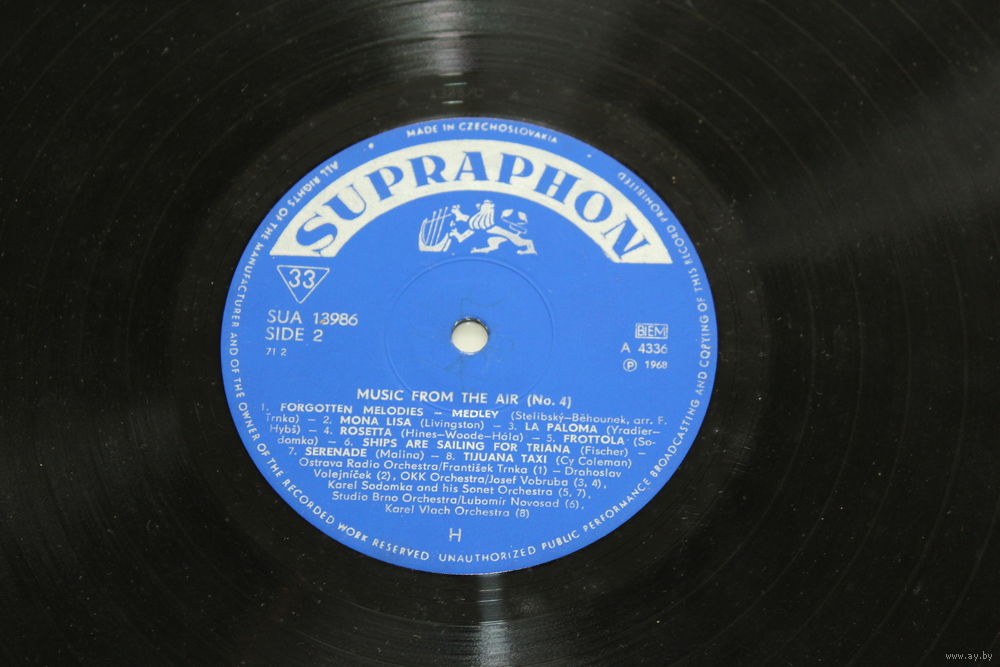 MADE IN CZECHOSLOVAKIA
ALL RIGHTS OF THE MANUFACTURER AND OF THE OWNER OF THE RECORDED WORK RESERVED UNAUTHORIZED PUBLIC PERFORMANCE BROADCASTING AND COPYING OF THIS RECORD PROHIBITED
SUPRAPHON
33
SUA 13986
SIDE 2
71 2
BIEM
A 4336
Ⓟ 1968
MUSIC FROM THE AIR (No. 4)
1. FORGOTTEN MELODIES – MEDLEY (Stelibský–Běhounek, arr. F.
Trnka) – 2. MONA LISA (Livingston) – 3. LA PALOMA (Yradier–
Hybš) – 4. ROSETTA (Hines–Woode–Hála) – 5. FROTTOLA (So-
domka) – 6. SHIPS ARE SAILING FOR TRIANA (Fischer) –
7. SERENADE (Malina) – 8. TIJUANA TAXI (Cy Coleman)
Ostrava Radio Orchestra/František Trnka (1) – Drahoslav
Volejníček (2), OKK Orchestra/Josef Vobruba (3, 4),
Karel Sodomka and his Sonet Orchestra (5, 7),
Studio Brno Orchestra/Lubomír Novosad (6),
Karel Vlach Orchestra (8)
H
www.ay.by